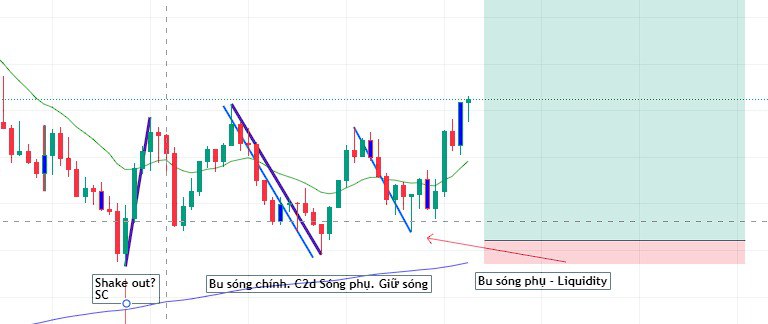 Shake out?
SC
Bu sóng chính. C2d Sóng phụ. Giữ sóng
Bu sóng phụ - Liquidity